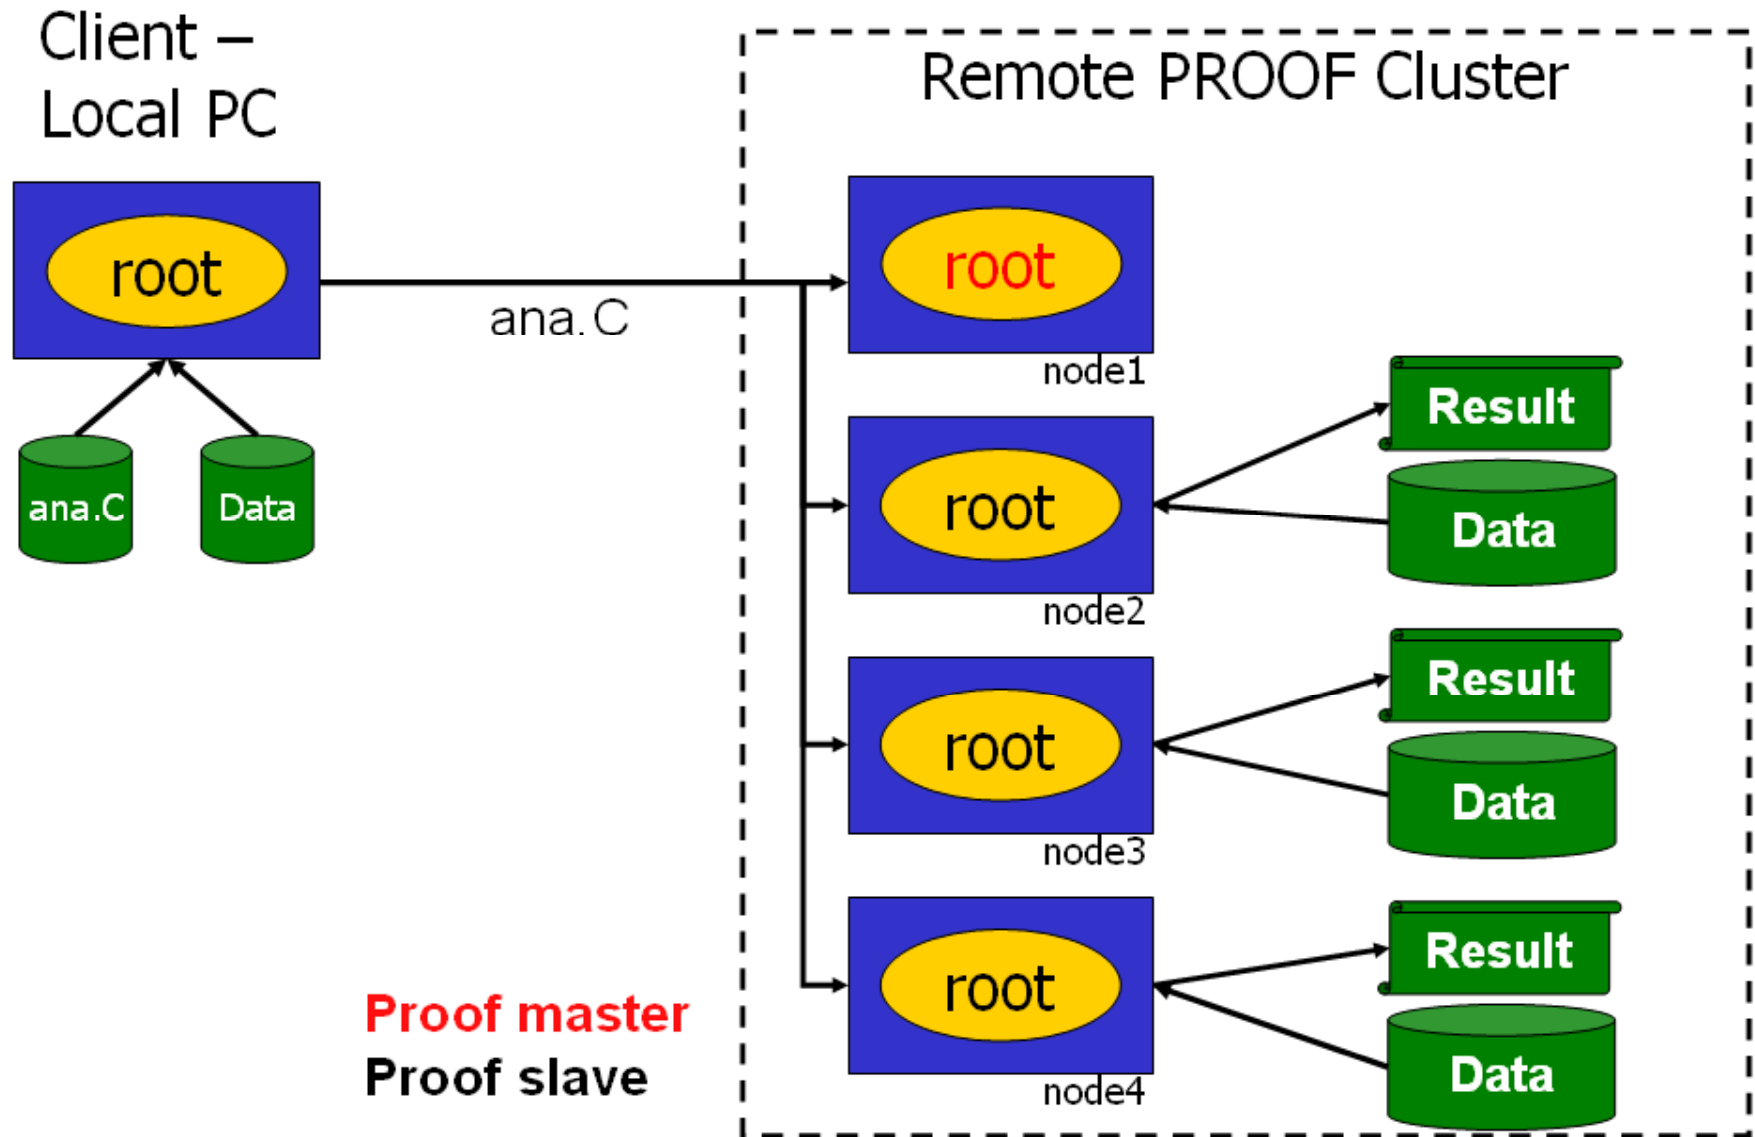 Client –
Local PC
root
ana.C
Data
ana.C
Remote PROOF Cluster
root
node1
root
node2
Result
Data
root
node3
Result
Data
root
node4
Result
Data
Proof master
Proof slave